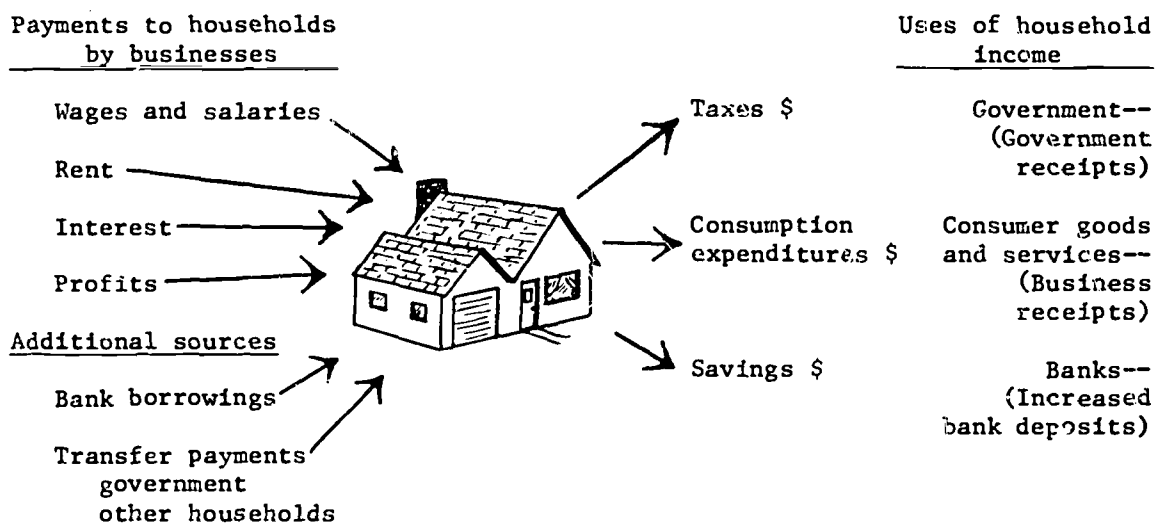 Payments to households
by businesses
Wages and salaries
Rent
Interest
Profits
Additional sources
Bank borrowings
Transfer payments
government
other households
Taxes $
Consumption
expenditures $
Savings $
Uses of household
income
Government--
(Government
receipts)
Consumer goods
and services--
(Business
receipts)
Banks--
(Increased
bank deposits)